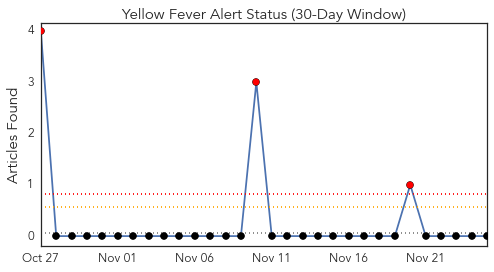 Yellow Fever Alert Status (30-Day Window)
4
3
2
1
0
Articles Found
Oct 27 Nov 01 Nov 06 Nov 11 Nov 16 Nov 21